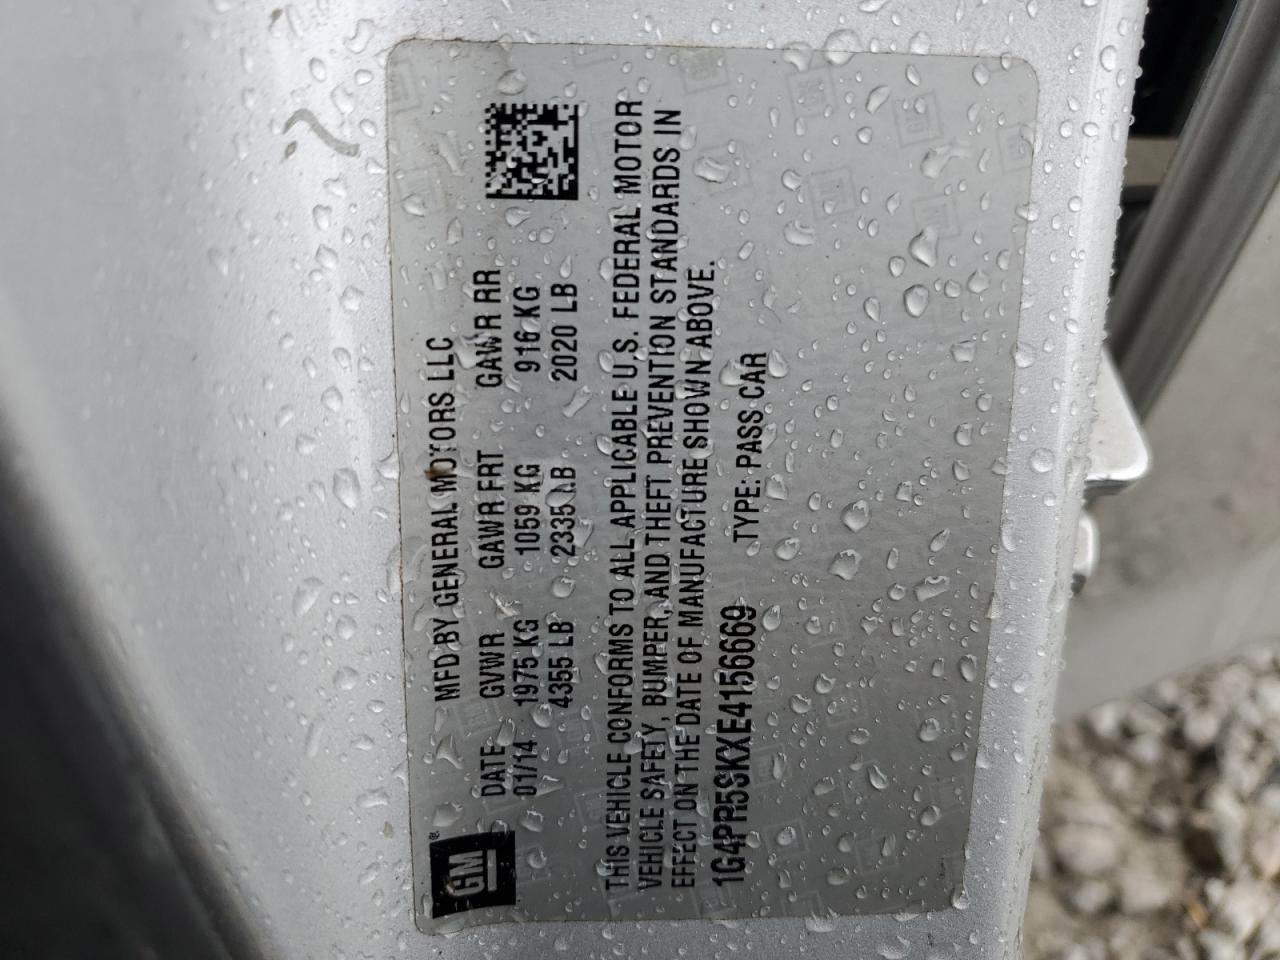 GM®
MFD BY GENERAL MOTORS LLC
DATE GVWR GAWR FRT GAWR RR
01/14 1975 KG 1059 KG 916 KG
4355 LB 2335 LB 2020 LB
THIS VEHICLE CONFORMS TO ALL APPLICABLE U.S. FEDERAL MOTOR
VEHICLE SAFETY, BUMPER, AND THEFT PREVENTION STANDARDS IN
EFFECT ON THE DATE OF MANUFACTURE SHOWN ABOVE.
1G4PR5SKXE4156669 TYPE: PASS CAR